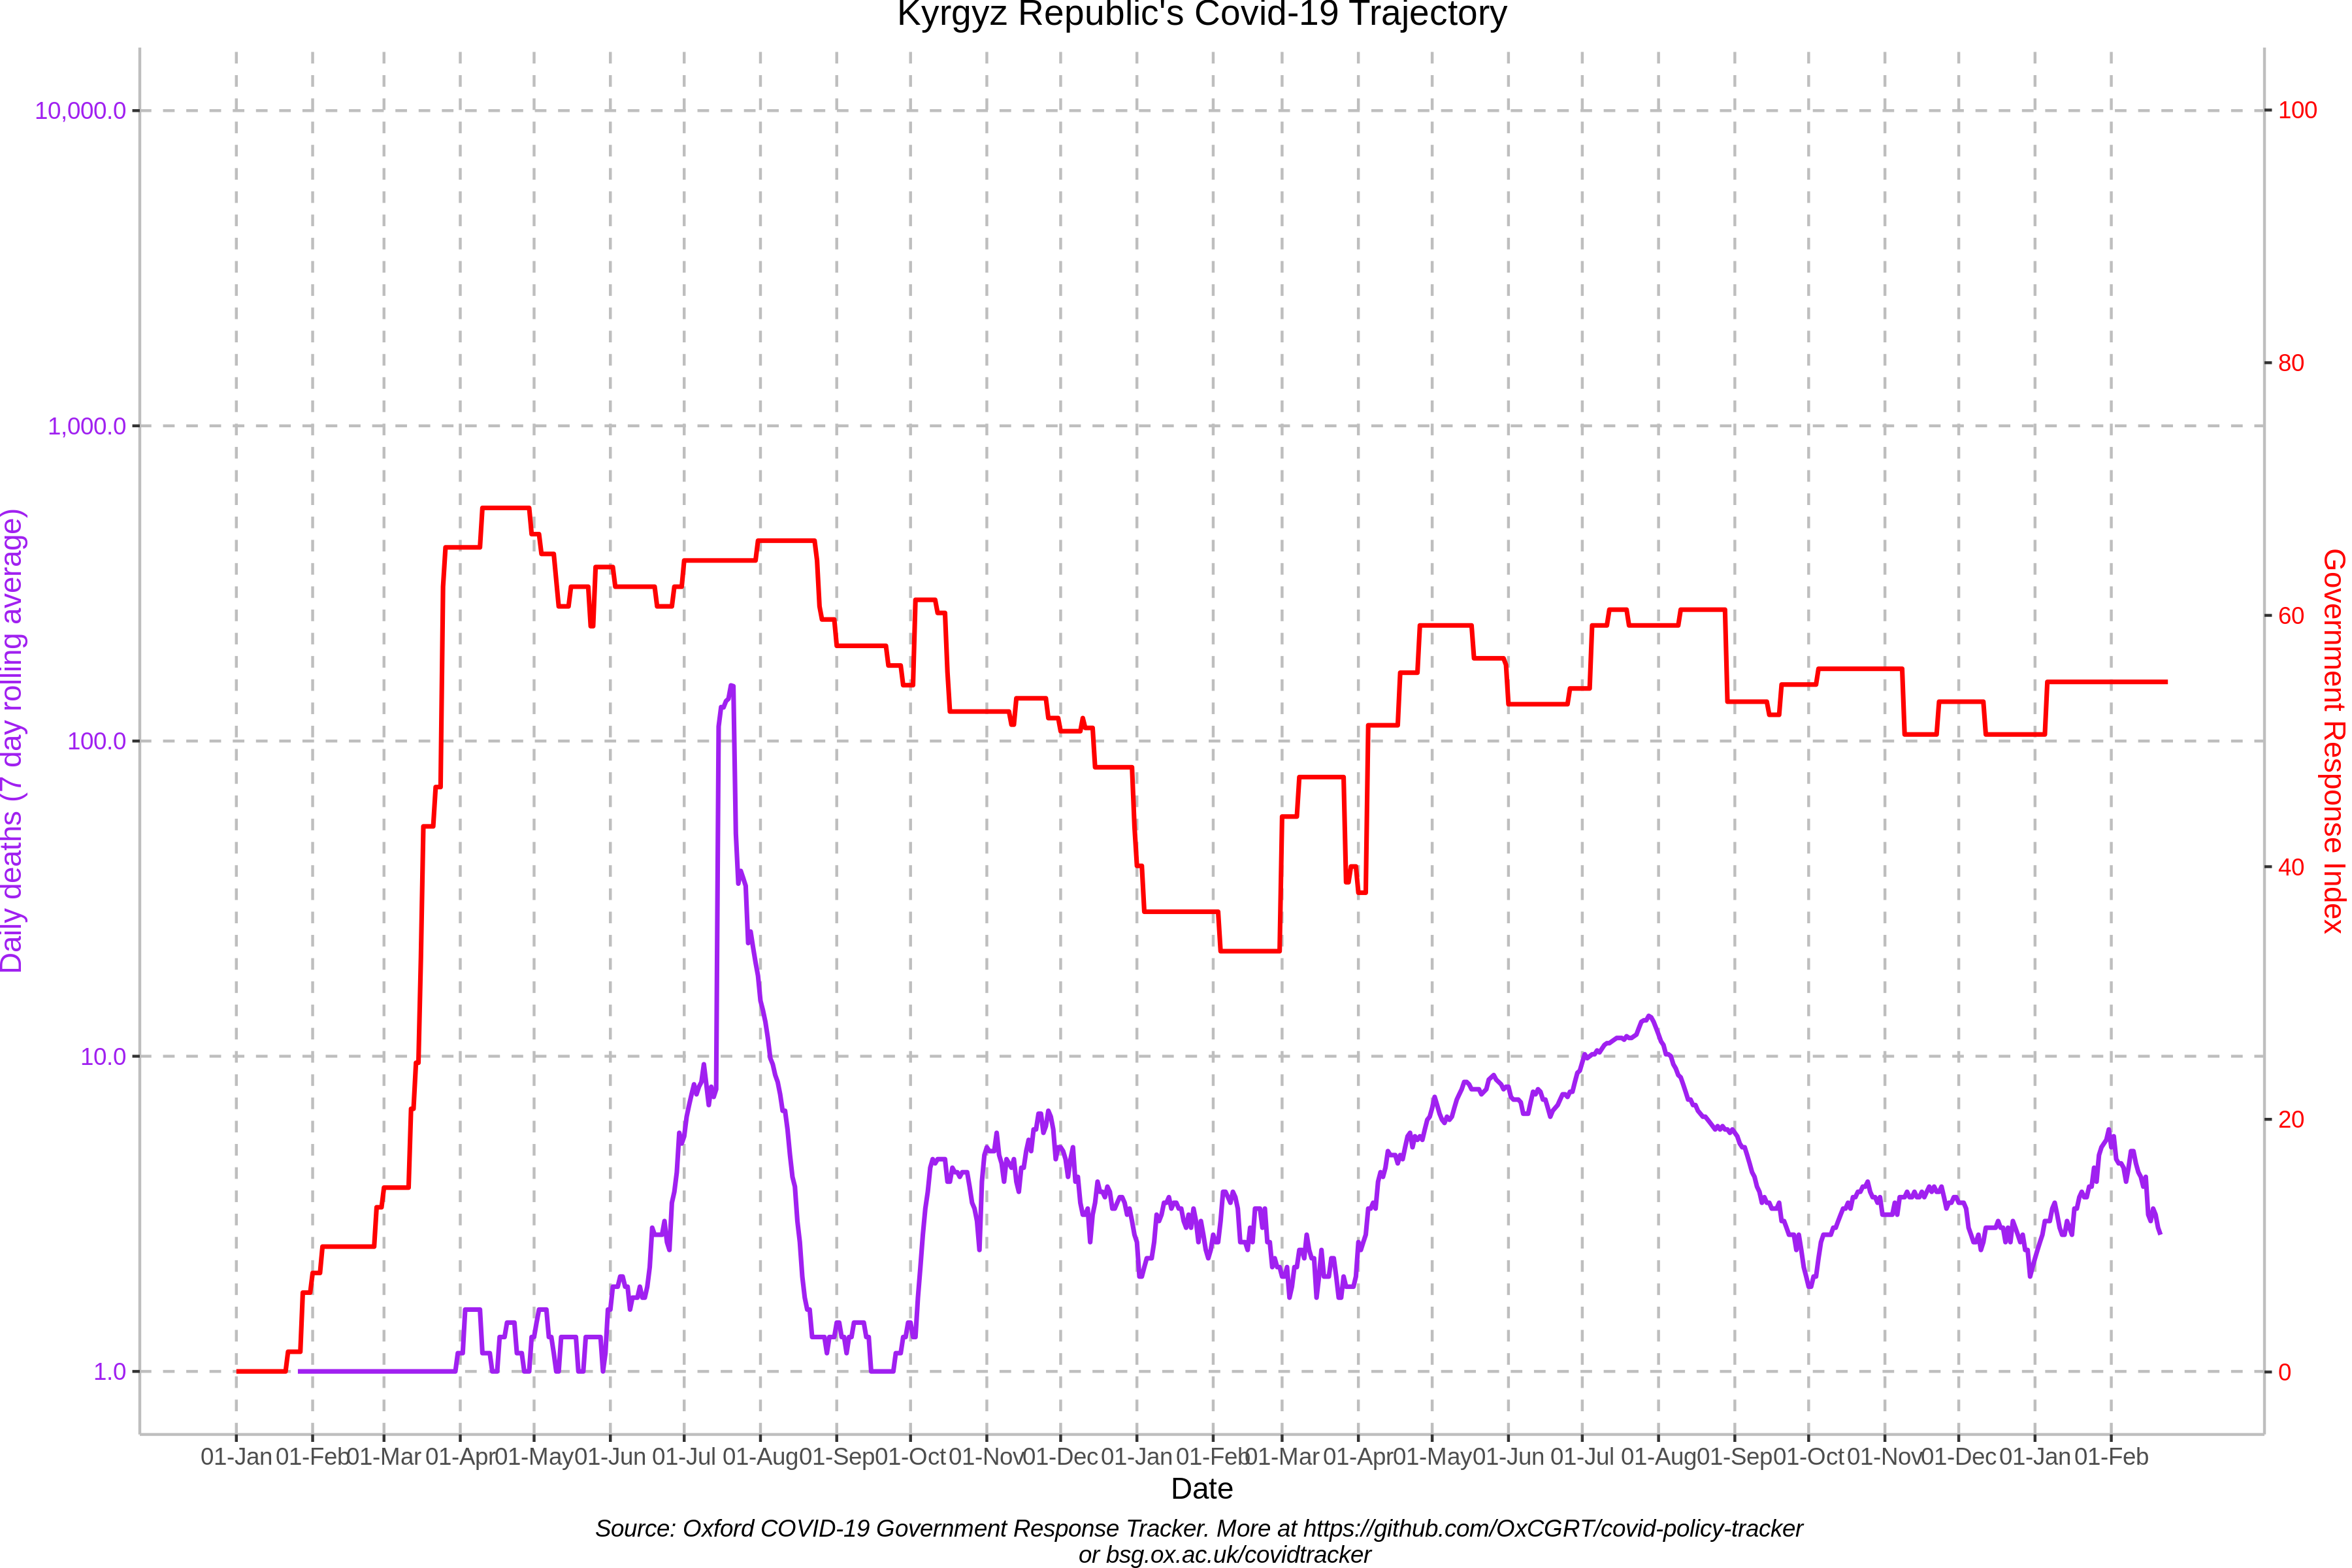 Kyrgyz Republic's Covid-19 Trajectory
10,000.0
1,000.0
100.0
10.0
1.0
Daily deaths (7 day rolling average)
100
80
60
40
20
0
Government Response Index
01-Jan 01-Feb 01-Mar 01-Apr 01-May 01-Jun 01-Jul 01-Aug 01-Sep 01-Oct 01-Nov 01-Dec 01-Jan 01-Feb 01-Mar 01-Apr 01-May 01-Jun 01-Jul 01-Aug 01-Sep 01-Oct 01-Nov 01-Dec 01-Jan 01-Feb
Date
Source: Oxford COVID-19 Government Response Tracker. More at https://github.com/OxCGRT/covid-policy-tracker
or bsg.ox.ac.uk/covidtracker